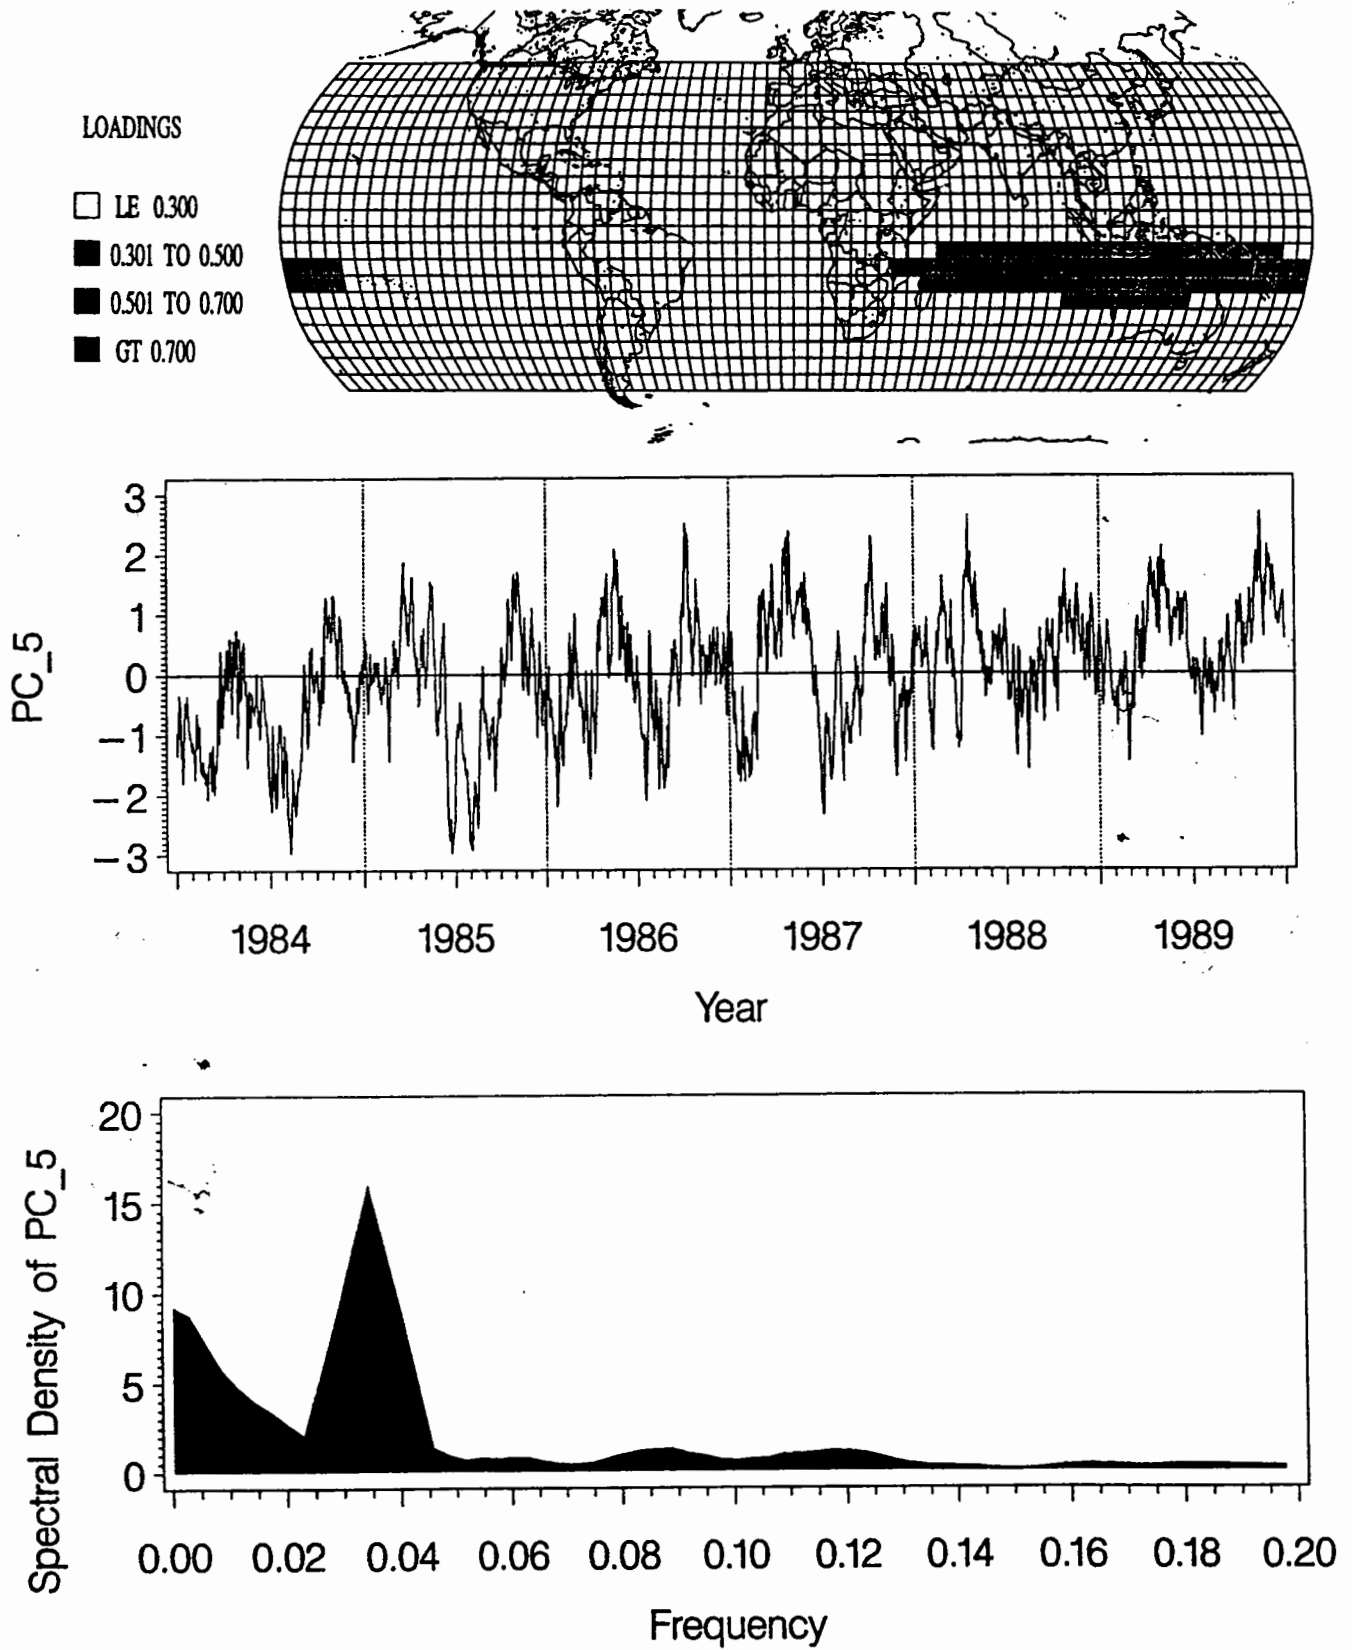 LOADINGS
LE 0.300
0.301 TO 0.500
0.501 TO 0.700
GT 0.700
PC_5
3
2
1
0
−1
−2
−3
1984 1985 1986 1987 1988 1989
Year
Spectral Density of PC_5
20
15
10
5
0
0.00 0.02 0.04 0.06 0.08 0.10 0.12 0.14 0.16 0.18 0.20
Frequency